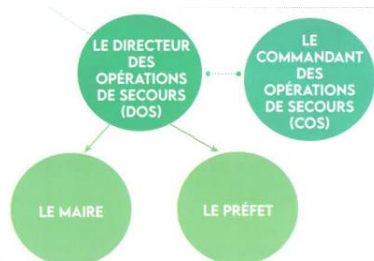 LE DIRECTEUR
DES
OPÉRATIONS
DE SECOURS
(DOS)
LE
COMMANDANT
DES
OPÉRATIONS
DE SECOURS
(COS)
LE MAIRE
LE PRÉFET